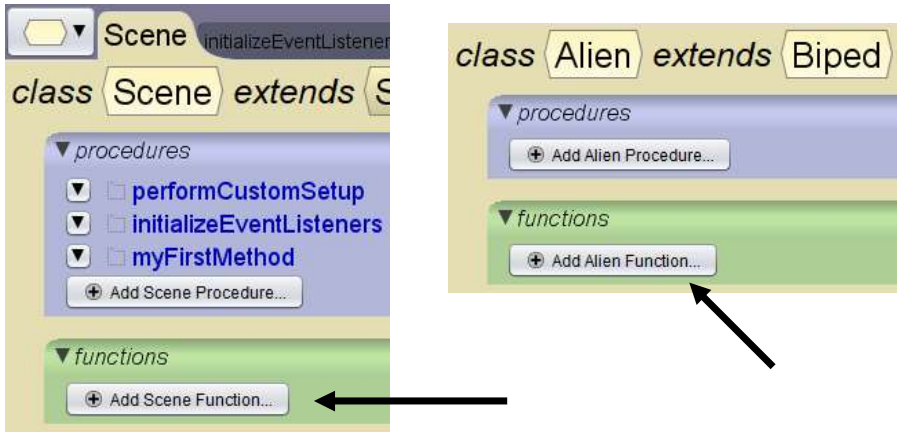 Scene initializeEventListener
class Scene extends S
procedures
performCustomSetup
initializeEventListeners
myFirstMethod
Add Scene Procedure...
functions
Add Scene Function...
class Alien extends Biped
procedures
Add Alien Procedure...
functions
Add Alien Function...